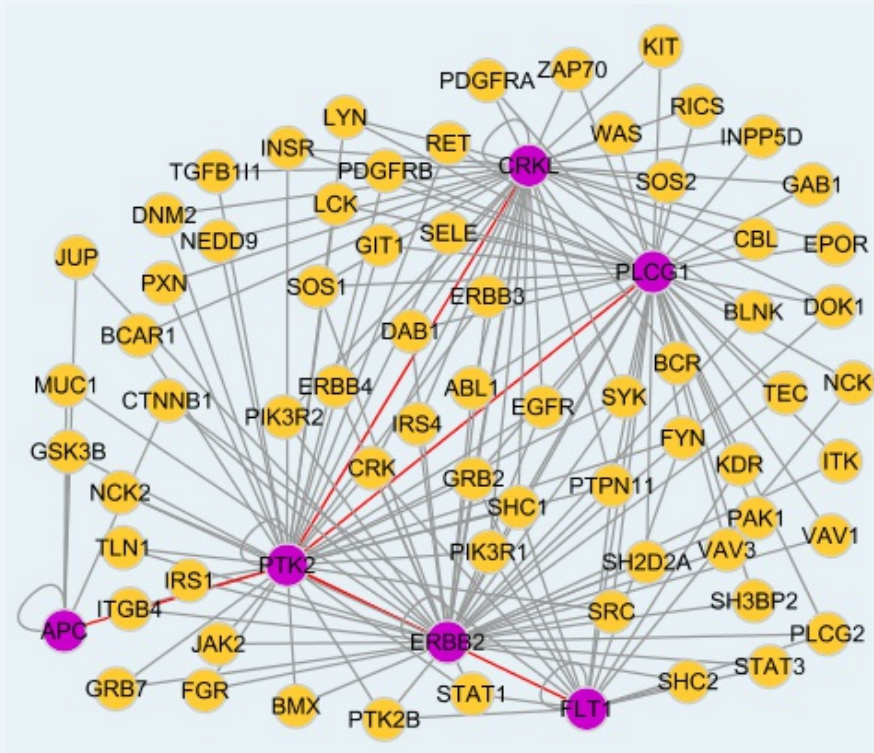 KIT
ZAP70
PDGFRA
RICS
LYN
WAS
INPP5D
RET
INSR
CRKL
TGFB1I1
PDGFRB
SOS2
GAB1
LCK
DNM2
NEDD9
SELE
CBL
EPOR
GIT1
JUP
PLCG1
PXN
SOS1
ERBB3
DOK1
BLNK
BCAR1
DAB1
BCR
MUC1
CTNNB1
ERBB4
ABL1
EGFR
SYK
TEC
NCK
PIK3R2
IRS4
FYN
GSK3B
CRK
KDR
ITK
NCK2
GRB2
PTPN11
SHC1
PAK1
TLN1
PIK3R1
VAV3
VAV1
PTK2
SH2D2A
IRS1
ITGB4
SRC
SH3BP2
APC
JAK2
ERBB2
PLCG2
STAT3
GRB7
FGR
STAT1
SHC2
BMX
PTK2B
FLT1